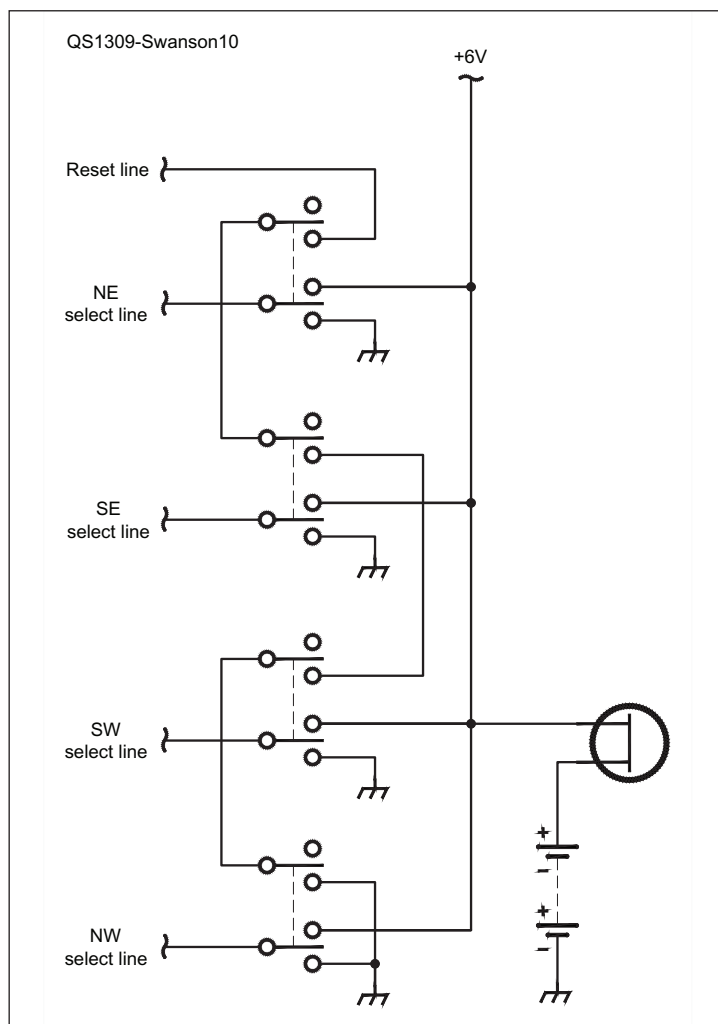 QS1309-Swanson10
+6V
Reset line
NE
select line
SE
select line
SW
select line
NW
select line
+
–
+
–